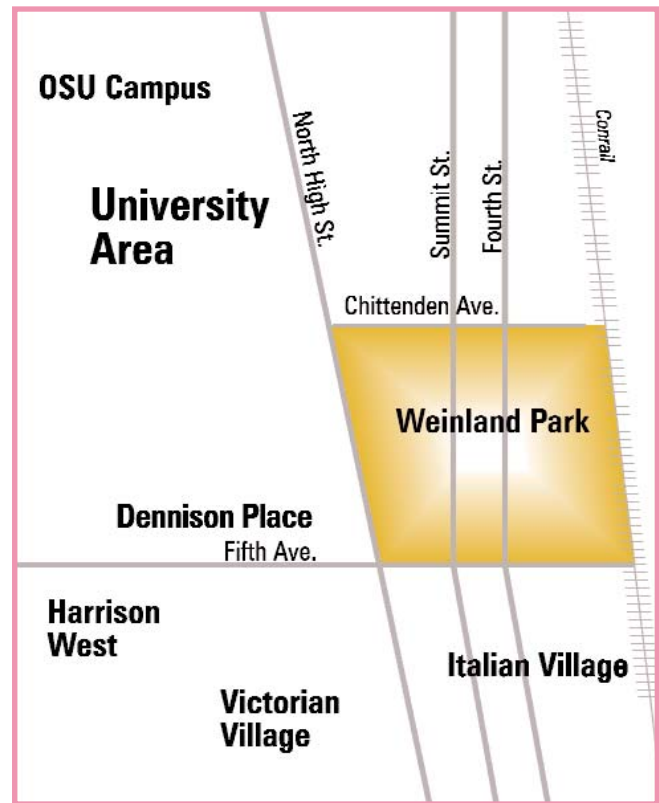 OSU Campus
North High St.
Conrail
University
Area
Summit St.
Fourth St.
Chittenden Ave.
Weinland Park
Dennison Place
Fifth Ave.
Harrison
West
Italian Village
Victorian
Village